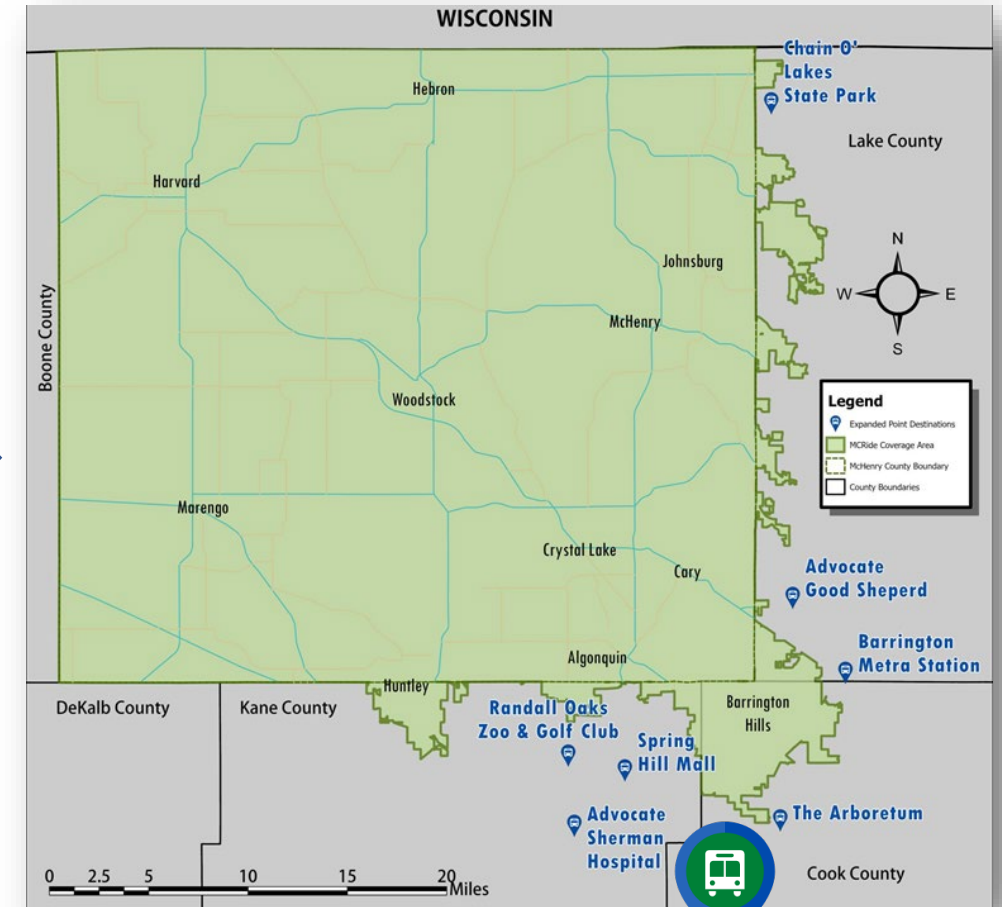 WISCONSIN
Chain O'
Lakes
State Park
Hebron
Lake County
Harvard
N
Johnsburg
W
E
Boone County
McHenry
S
Woodstock
Legend
Expanded Point Destinations
MCRide Coverage Area
McHenry County Boundary
County Boundaries
Marengo
Crystal Lake
Cary
Advocate
Good Sheperd
Algonquin
Barrington
Metra Station
Huntley
DeKalb County
Kane County
Randall Oaks
Zoo & Golf Club
Barrington
Hills
Spring
Hill Mall
Advocate
Sherman
Hospital
The Arboretum
Cook County
0 2.5 5 10 15 20 Miles